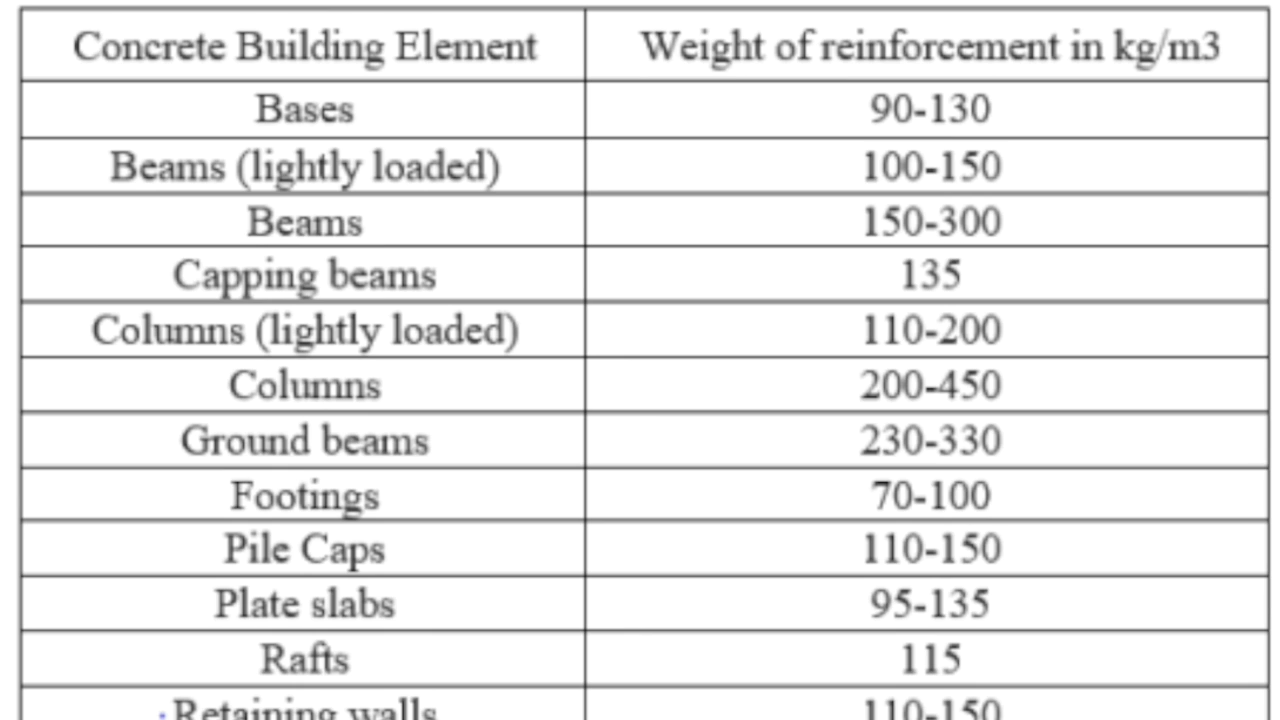 Concrete Building Element Weight of reinforcement in kg/m3
Bases 90-130
Beams (lightly loaded) 100-150
Beams 150-300
Capping beams 135
Columns (lightly loaded) 110-200
Columns 200-450
Ground beams 230-330
Footings 70-100
Pile Caps 110-150
Plate slabs 95-135
Rafts 115
Retaining walls 110-150